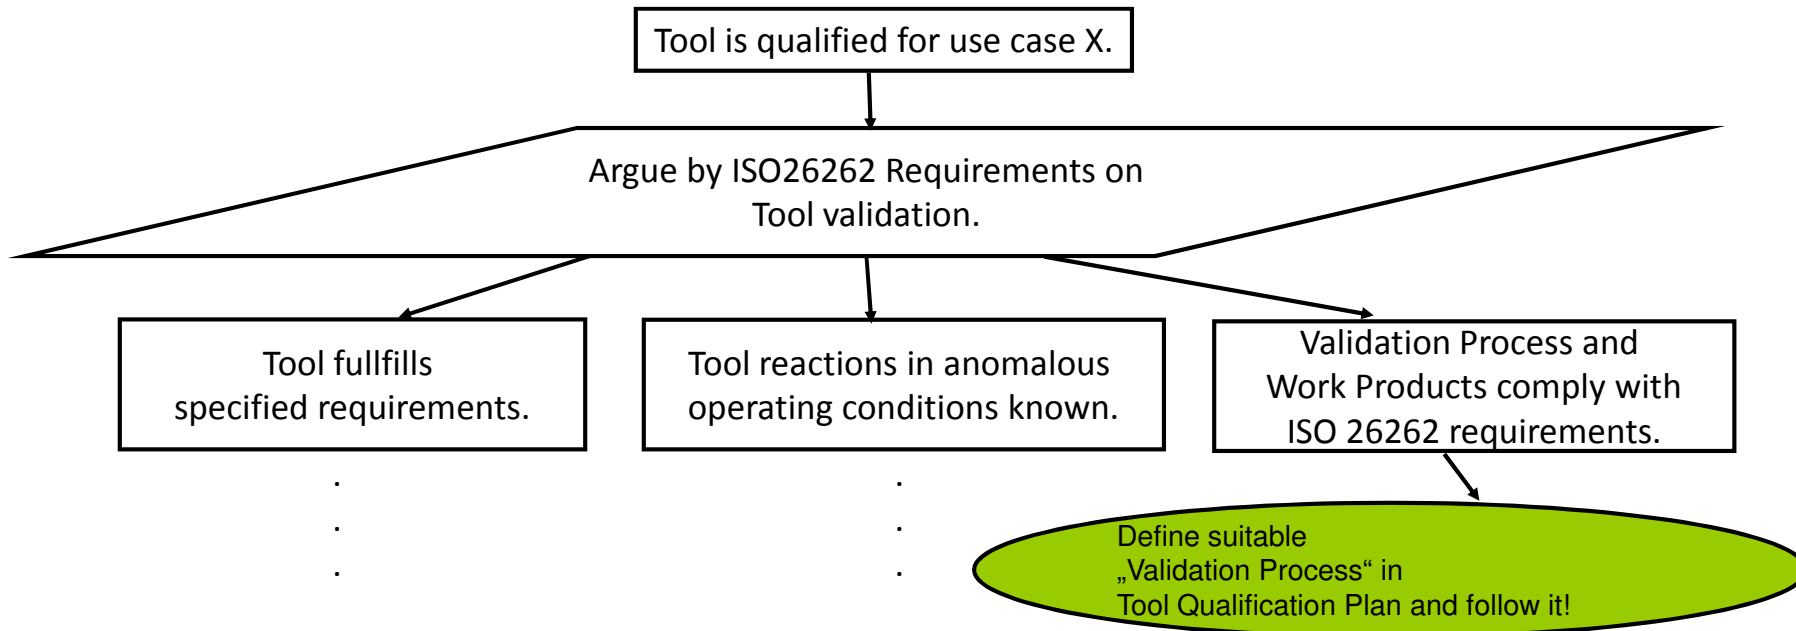 Tool is qualified for use case X.
Argue by ISO26262 Requirements on
Tool validation.
Tool fullfills
specified requirements.
Tool reactions in anomalous
operating conditions known.
Validation Process and
Work Products comply with
ISO 26262 requirements.
.
.
.
.
.
.
Define suitable
„Validation Process“ in
Tool Qualification Plan and follow it!